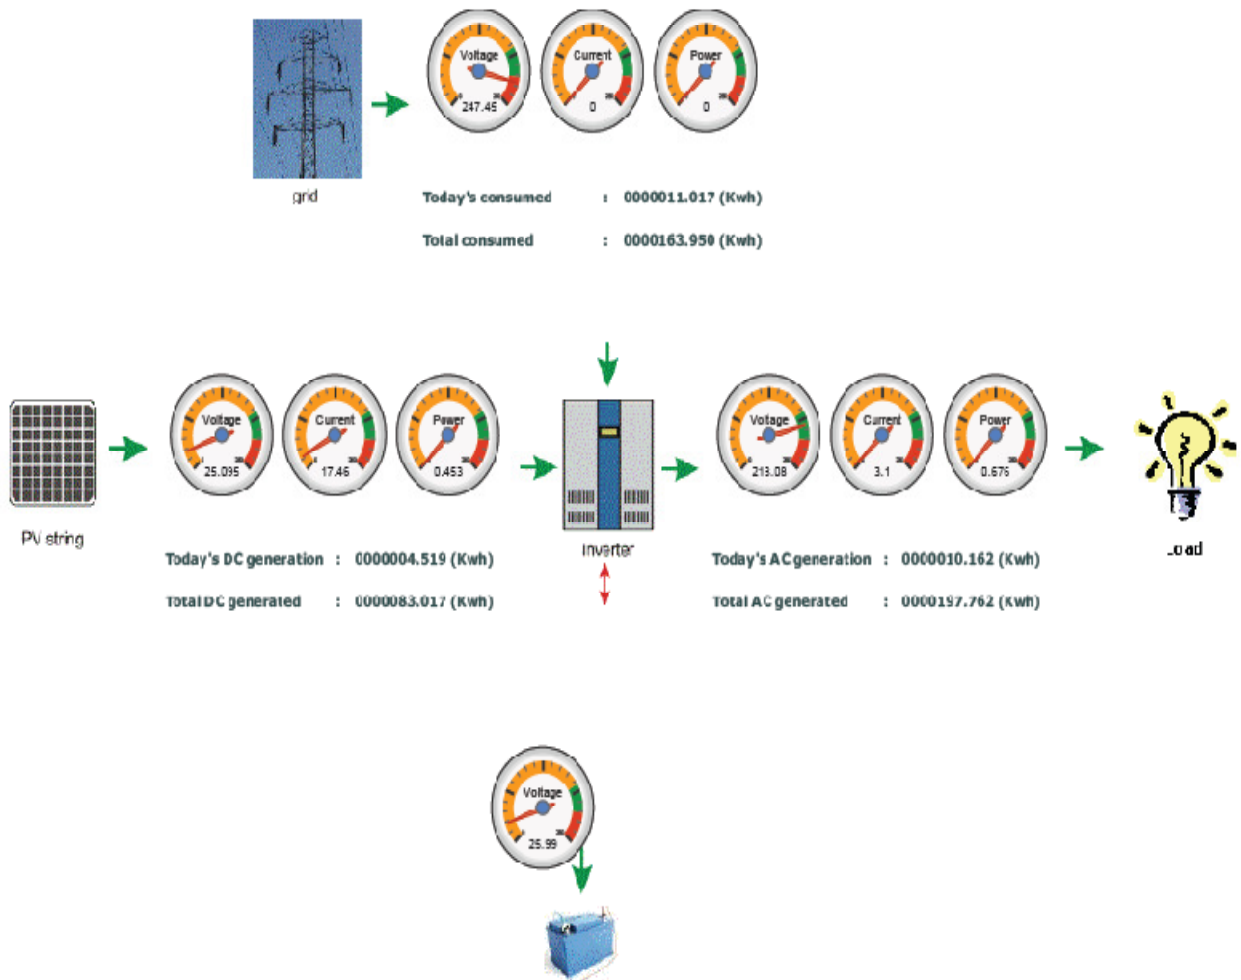 Voltage Current Power
247.45 0 0
grid
Today's consumed : 0000011.017 (Kwh)
Total consumed : 0000163.950 (Kwh)
Voltage Current Power
25.095 17.46 0.453
Voltage Current Power
213.08 3.1 0.676
PV string
Inverter
Load
Today's DC generation : 0000004.519 (Kwh)
Total DC generated : 0000083.017 (Kwh)
Today's AC generation : 0000010.162 (Kwh)
Total AC generated : 0000197.762 (Kwh)
Voltage
25.99